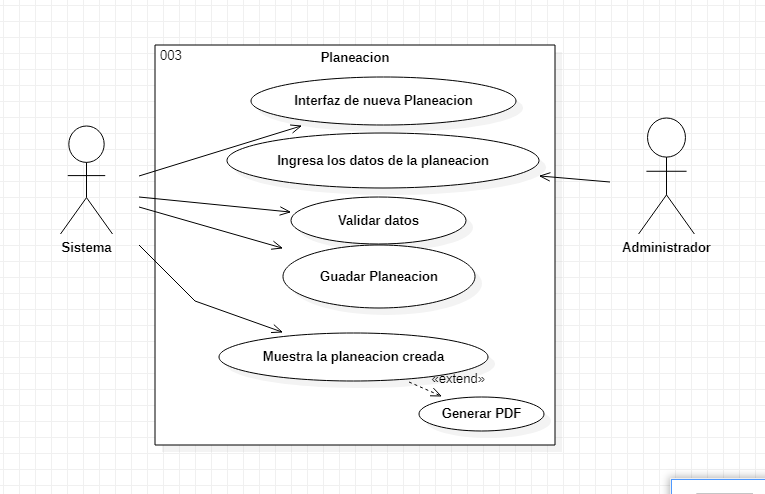 003
Planeacion
Interfaz de nueva Planeacion
Ingresa los datos de la planeacion
Validar datos
Sistema
Administrador
Guadar Planeacion
Muestra la planeacion creada
«extend»
Generar PDF